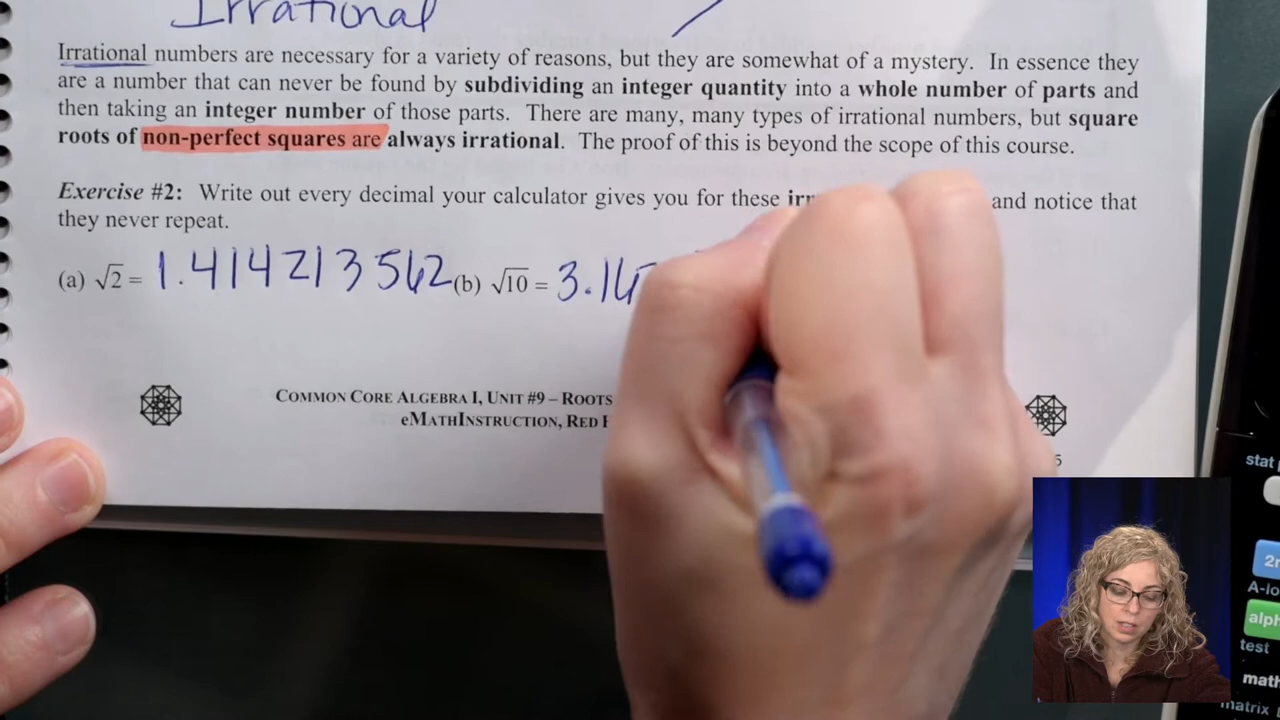 Irrational
Irrational numbers are necessary for a variety of reasons, but they are somewhat of a mystery. In essence they
are a number that can never be found by subdividing an integer quantity into a whole number of parts and
then taking an integer number of those parts. There are many, many types of irrational numbers, but square
roots of non-perfect squares are always irrational. The proof of this is beyond the scope of this course.
Exercise #2: Write out every decimal your calculator gives you for these irr and notice that
they never repeat.
(a) √2 = 1.414213562 (b) √10 = 3.16
COMMON CORE ALGEBRA I, UNIT #9 – ROOTS
eMATHINSTRUCTION, RED
5
stat
2n
A-lo
alph
test
math
matrix